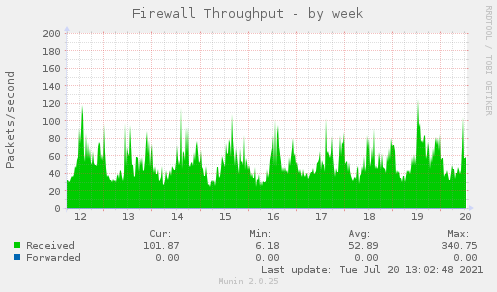 Firewall Throughput - by week
RRDTOOL / TOBI OETIKER
Packets/second
200
180
160
140
120
100
80
60
40
20
0
12 13 14 15 16 17 18 19 20
Cur: Min: Avg: Max:
Received 101.87 6.18 52.89 340.75
Forwarded 0.00 0.00 0.00 0.00
Last update: Tue Jul 20 13:02:48 2021
Munin 2.0.25